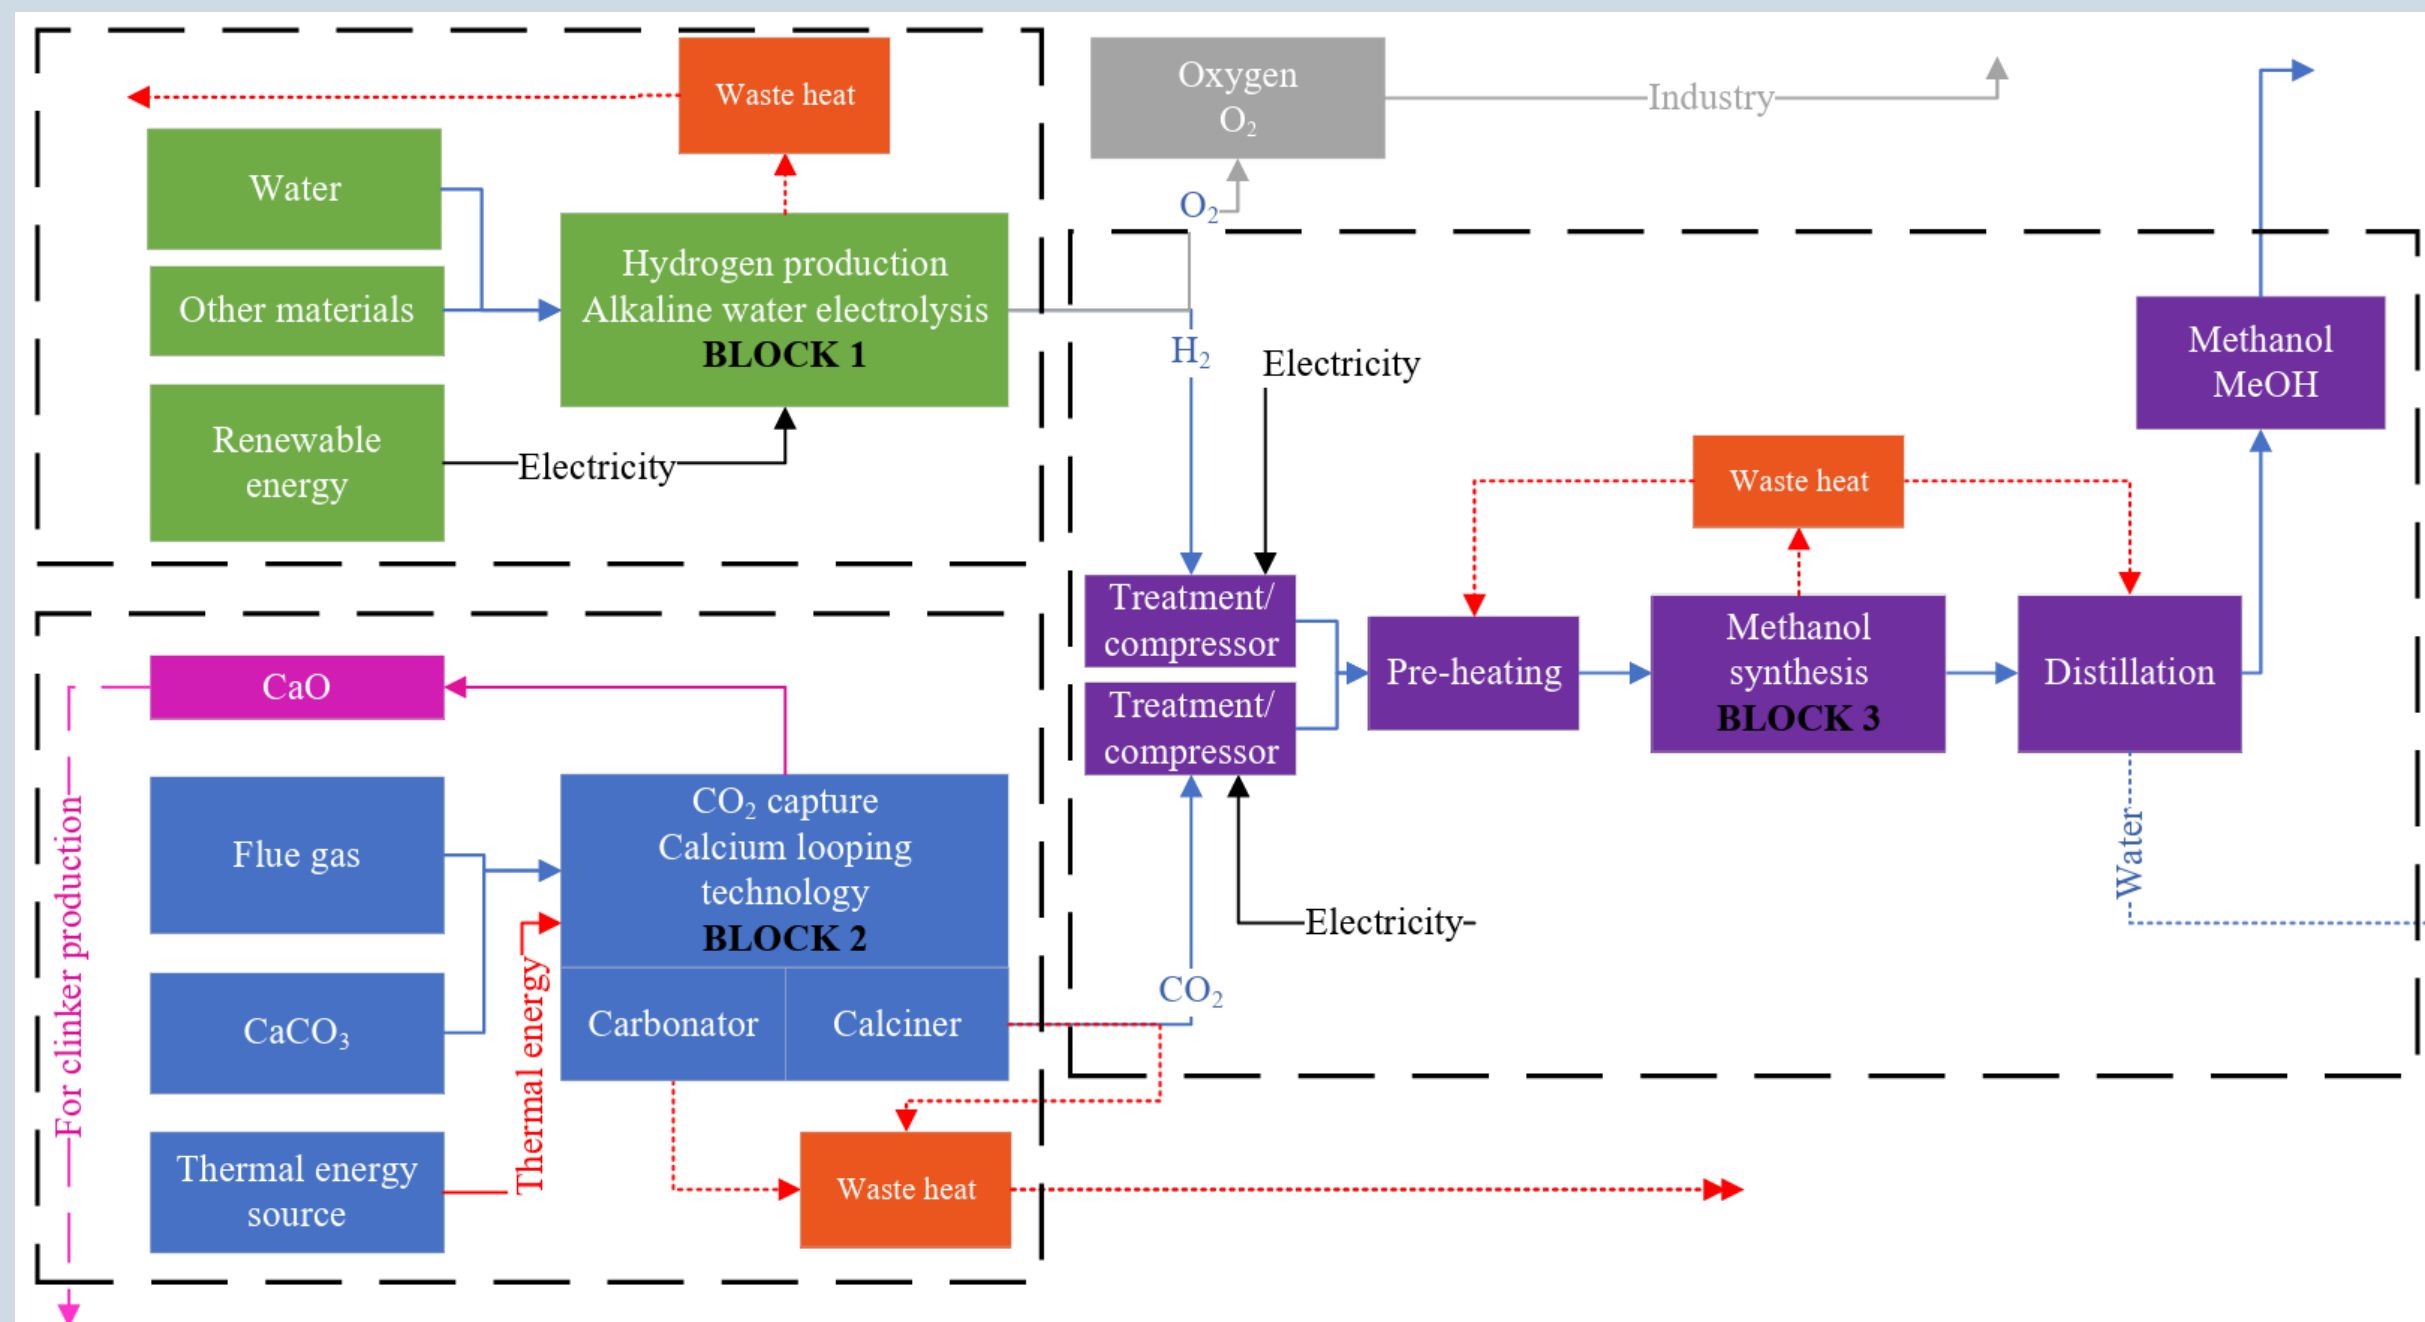 Waste heat
Water
Other materials
Renewable
energy
Electricity
Hydrogen production
Alkaline water electrolysis
BLOCK 1
Oxygen
O₂
Industry
O₂
H₂
Electricity
CaO
For clinker production
Flue gas
CaCO₃
Thermal energy
source
Thermal energy
CO₂ capture
Calcium looping
technology
BLOCK 2
Carbonator
Calciner
Waste heat
CO₂
Electricity
Treatment/
compressor
Treatment/
compressor
Pre-heating
Waste heat
Methanol
synthesis
BLOCK 3
Distillation
Water
Methanol
MeOH